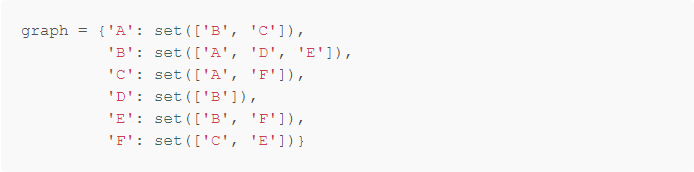 graph = {'A': set(['B', 'C']),
         'B': set(['A', 'D', 'E']),
         'C': set(['A', 'F']),
         'D': set(['B']),
         'E': set(['B', 'F']),
         'F': set(['C', 'E'])}